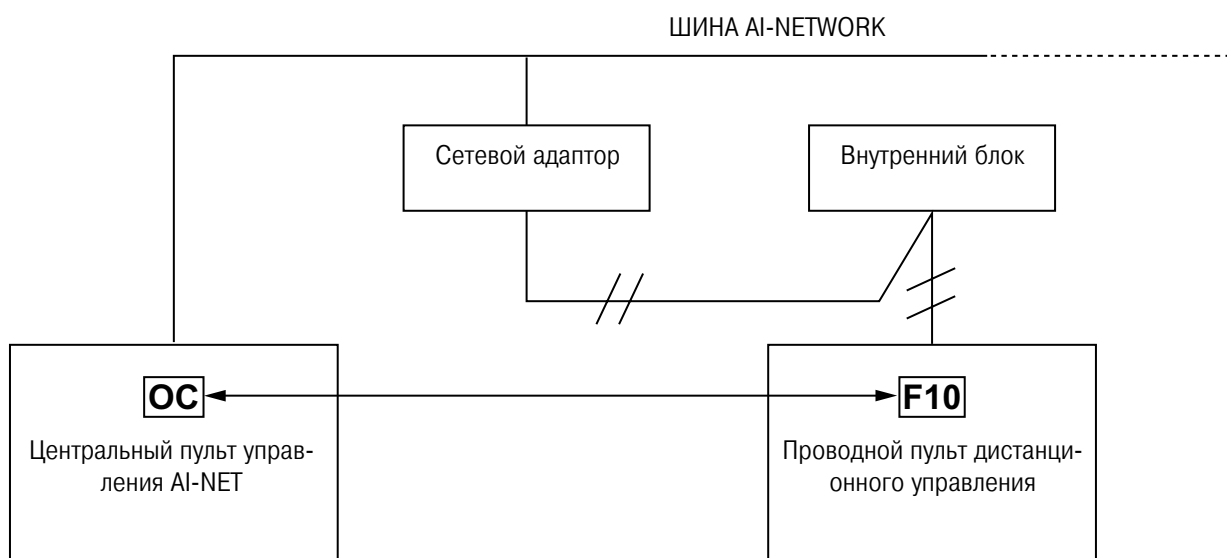 ШИНА AI-NETWORK
Сетевой адаптор
Внутренний блок
OC
F10
Центральный пульт управ-
ления AI-NET
Проводной пульт дистанци-
онного управления